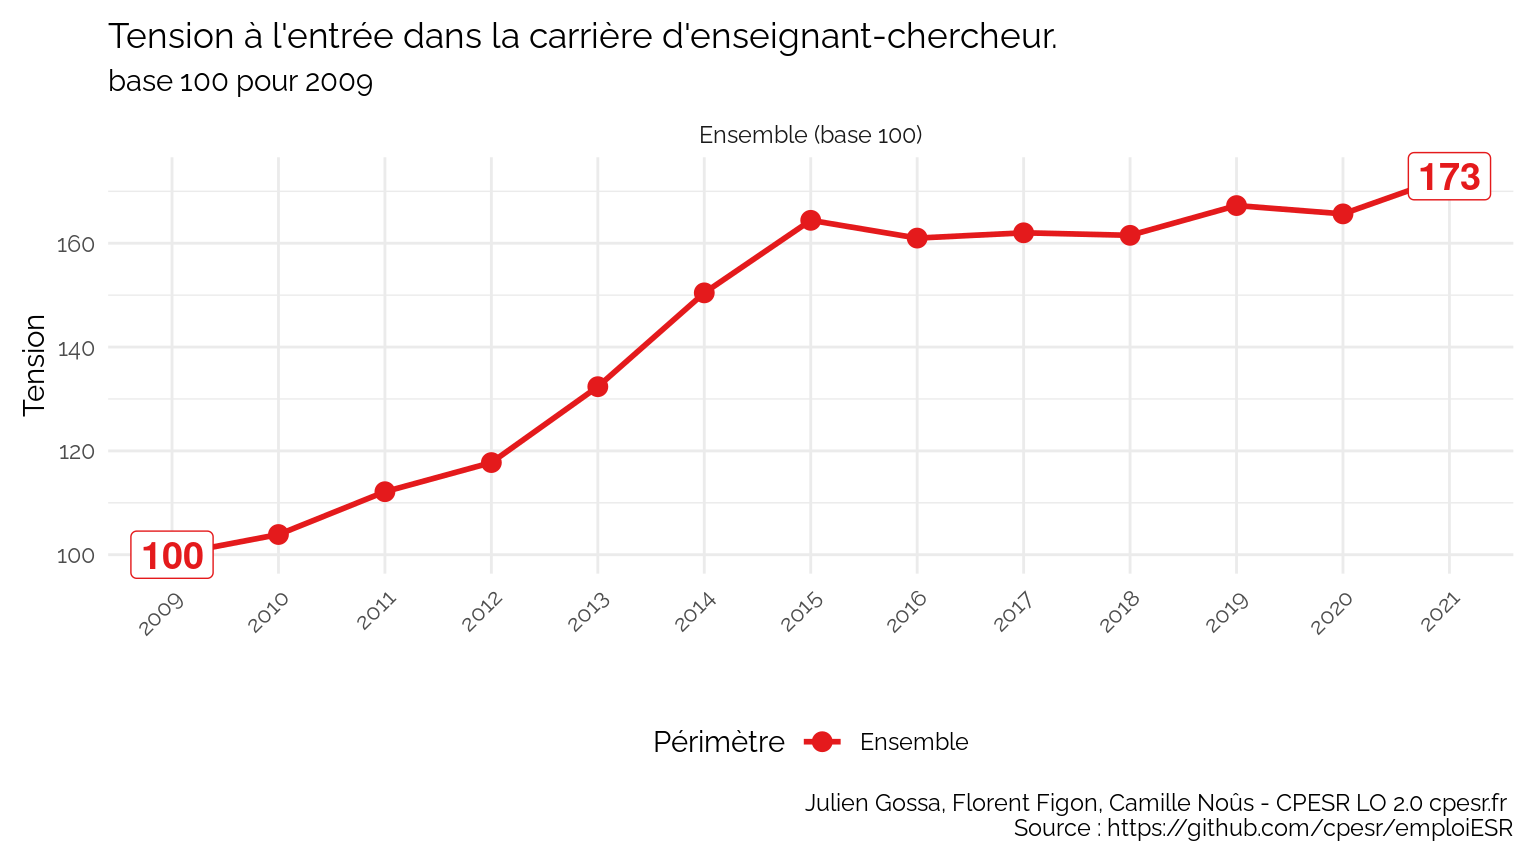 Tension à l'entrée dans la carrière d'enseignant-chercheur.
base 100 pour 2009
Ensemble (base 100)
173
160
140
120
100
100
Tension
2009
2010
2011
2012
2013
2014
2015
2016
2017
2018
2019
2020
2021
Périmètre
Ensemble
Julien Gossa, Florent Figon, Camille Noûs - CPESR LO 2.0 cpesr.fr
Source : https://github.com/cpesr/emploiESR